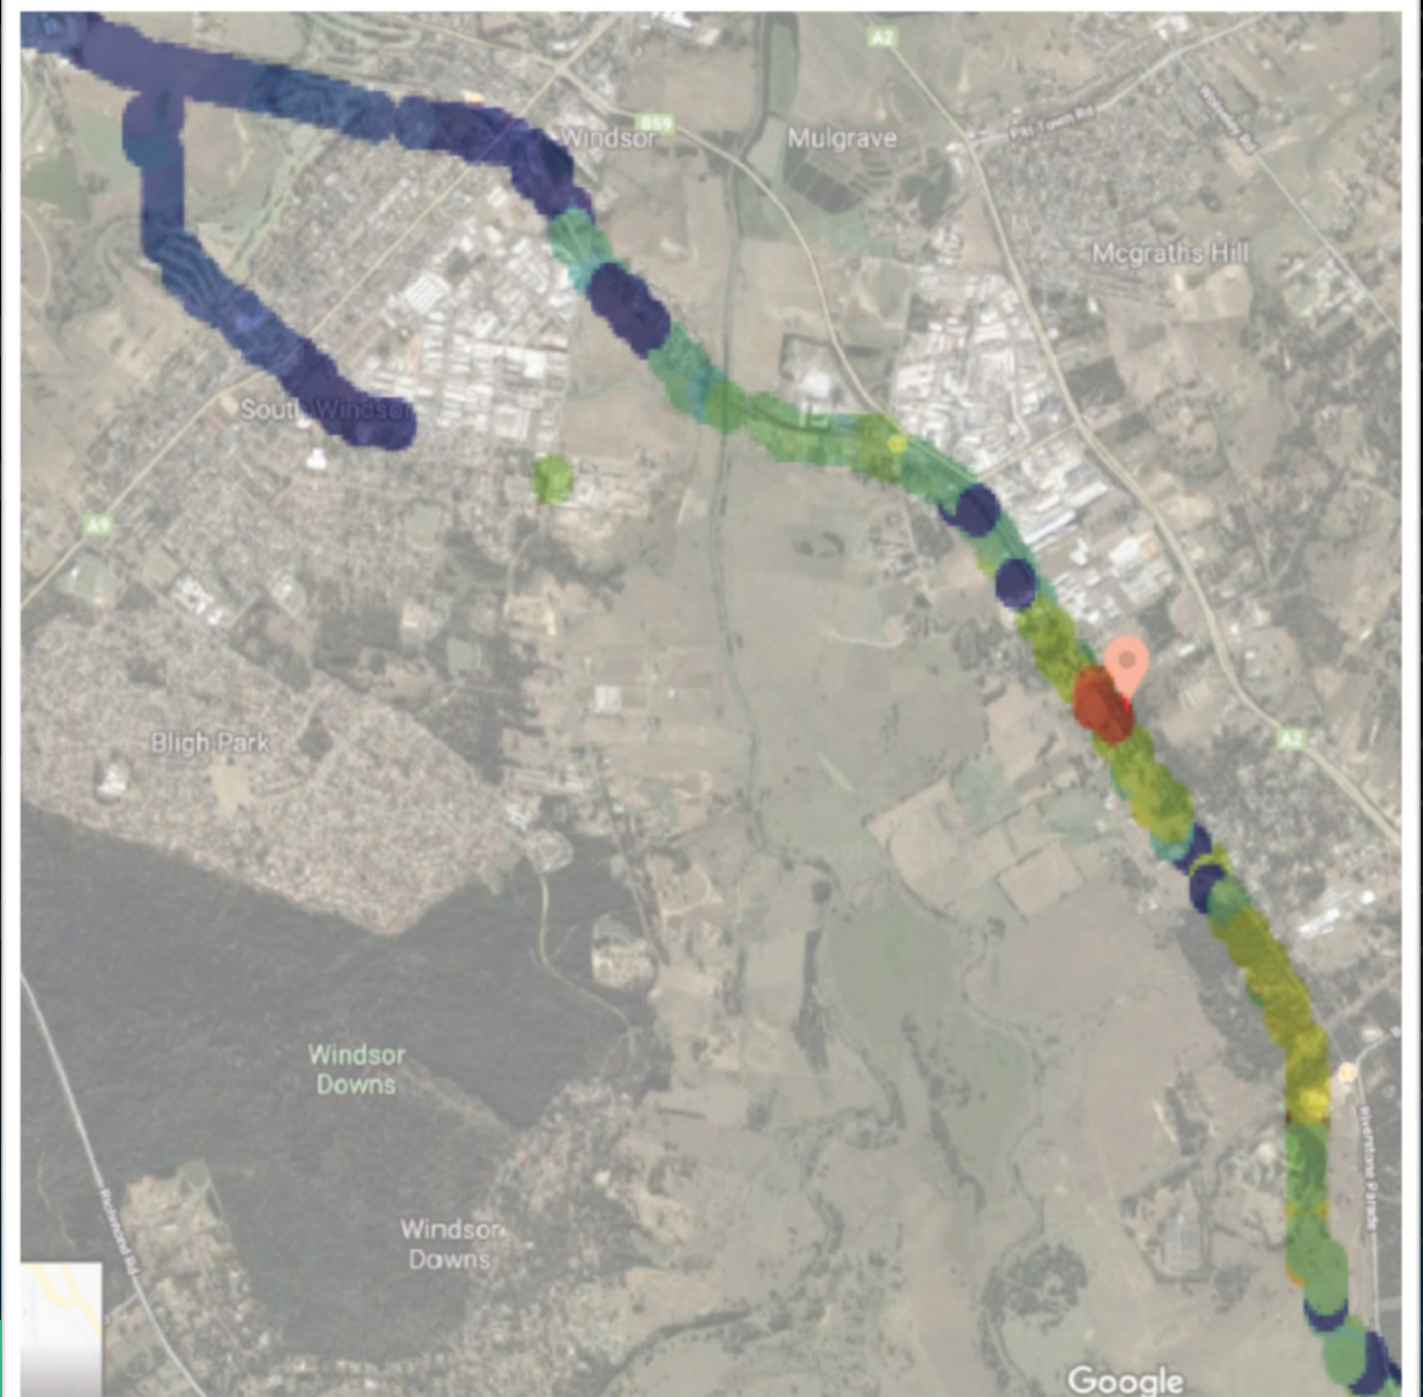 A2
Pitt Town Rd
Windsor
B59
Mulgrave
Mcgraths Hill
South Windsor
A9
Bligh Park
A2
Windsor
Downs
Riverstone Parade
Richmond Rd
Windsor
Downs
Google